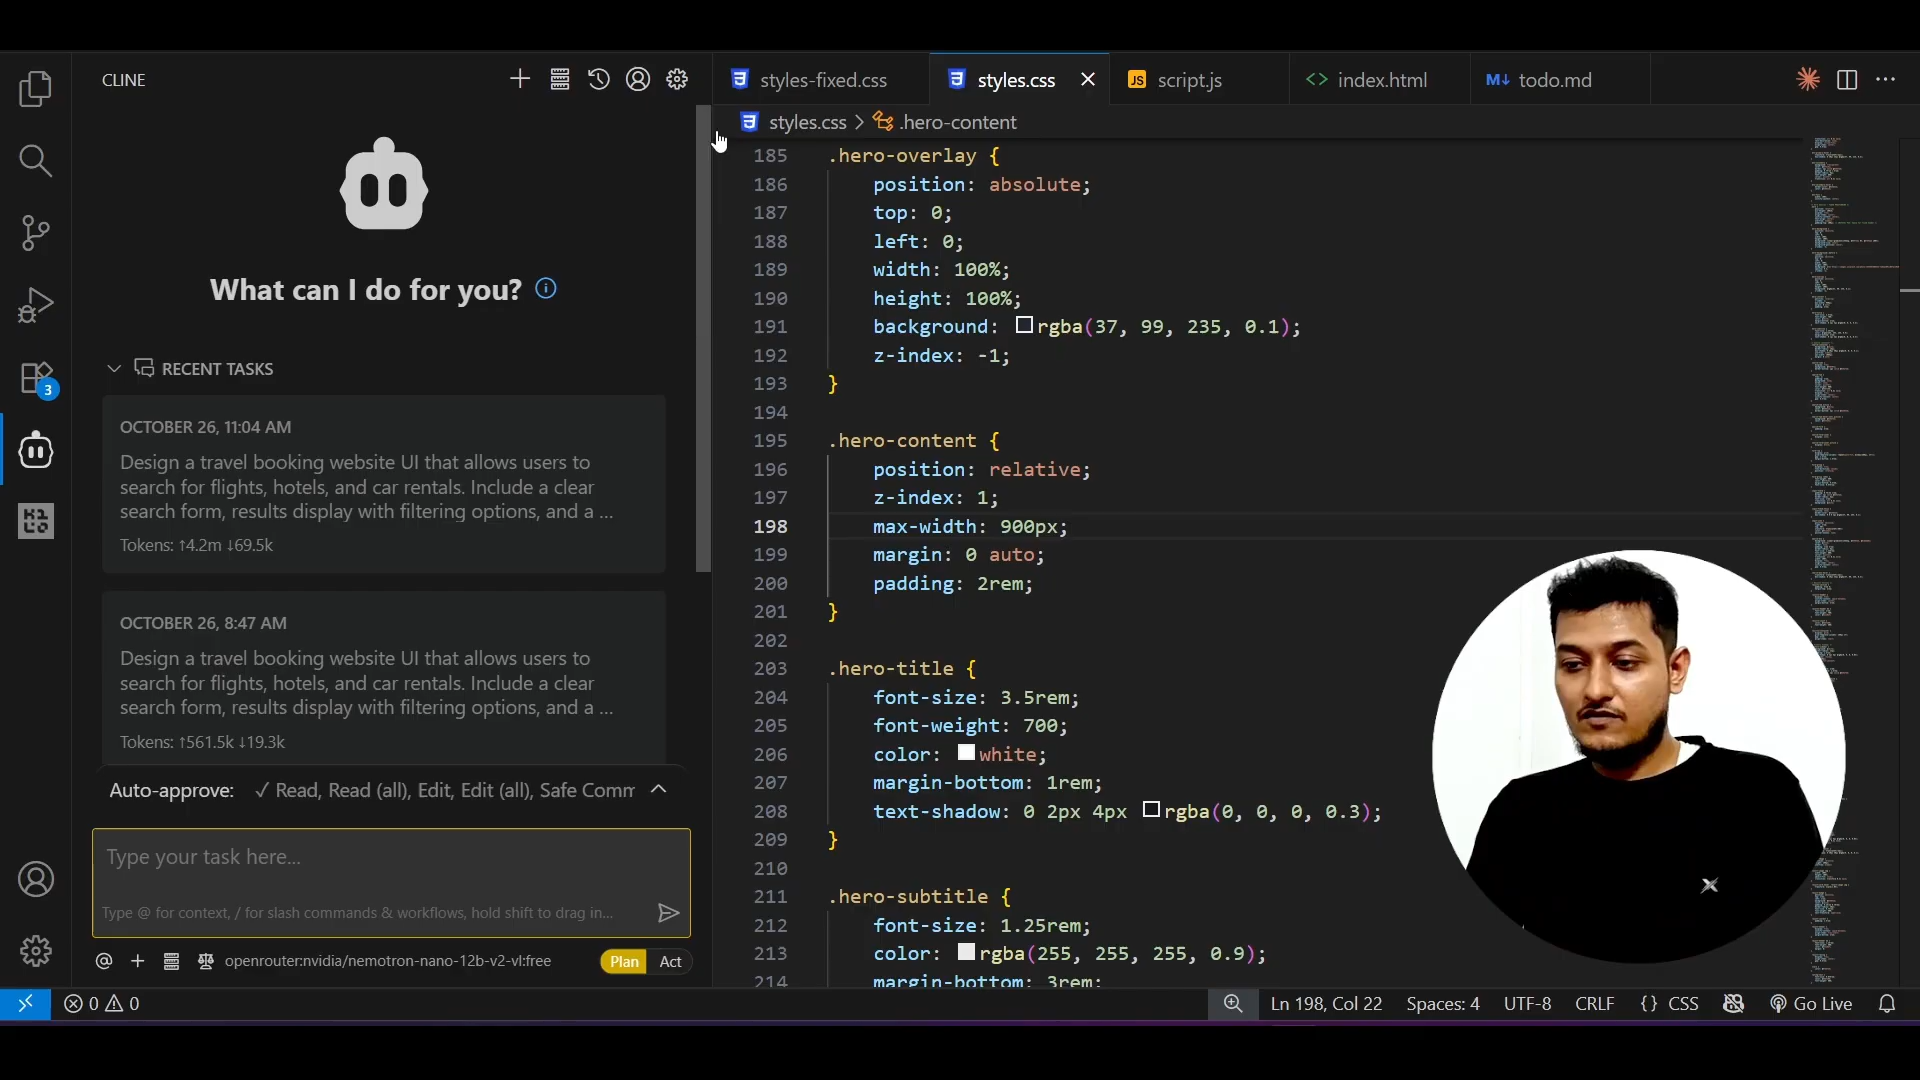 CLINE
What can I do for you?
RECENT TASKS
OCTOBER 26, 11:04 AM
Design a travel booking website UI that allows users to
search for flights, hotels, and car rentals. Include a clear
search form, results display with filtering options, and a ...
Tokens: ↑4.2m ↓69.5k
OCTOBER 26, 8:47 AM
Design a travel booking website UI that allows users to
search for flights, hotels, and car rentals. Include a clear
search form, results display with filtering options, and a ...
Tokens: ↑561.5k ↓19.3k
Auto-approve: ✓ Read, Read (all), Edit, Edit (all), Safe Comm
Type your task here...
Type @ for context, / for slash commands & workflows, hold shift to drag in...
@ + openrouter:nvidia/nemotron-nano-12b-v2-vl:free Plan Act
3
styles-fixed.css styles.css JS script.js <> index.html M↓ todo.md
styles.css > .hero-content
185 .hero-overlay {
186 position: absolute;
187 top: 0;
188 left: 0;
189 width: 100%;
190 height: 100%;
191 background: rgba(37, 99, 235, 0.1);
192 z-index: -1;
193 }
194
195 .hero-content {
196 position: relative;
197 z-index: 1;
198 max-width: 900px;
199 margin: 0 auto;
200 padding: 2rem;
201 }
202
203 .hero-title {
204 font-size: 3.5rem;
205 font-weight: 700;
206 color: white;
207 margin-bottom: 1rem;
208 text-shadow: 0 2px 4px rgba(0, 0, 0, 0.3);
209 }
210
211 .hero-subtitle {
212 font-size: 1.25rem;
213 color: rgba(255, 255, 255, 0.9);
214 margin-bottom: 3rem;
0 0 Ln 198, Col 22 Spaces: 4 UTF-8 CRLF {} CSS Go Live